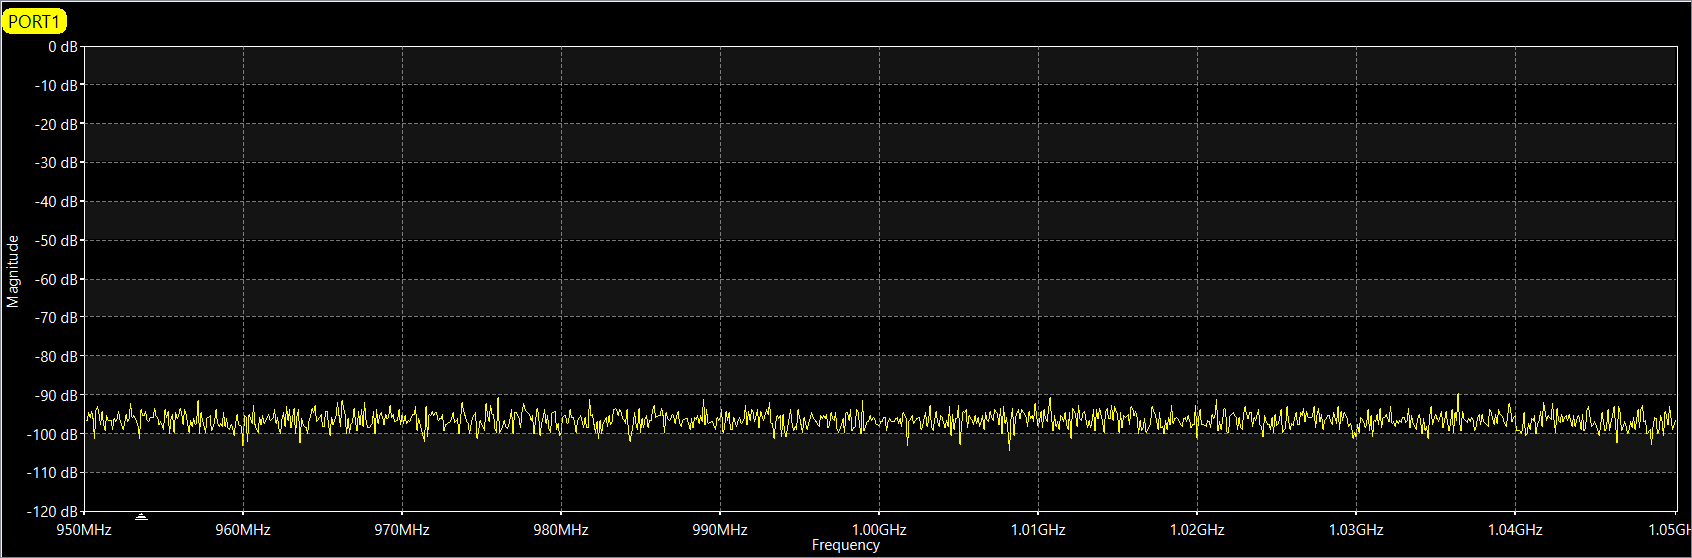 PORT1
0 dB
-10 dB
-20 dB
-30 dB
-40 dB
-50 dB
-60 dB
-70 dB
-80 dB
-90 dB
-100 dB
-110 dB
-120 dB
Magnitude
950MHz 960MHz 970MHz 980MHz 990MHz 1.00GHz 1.01GHz 1.02GHz 1.03GHz 1.04GHz 1.05GH
Frequency